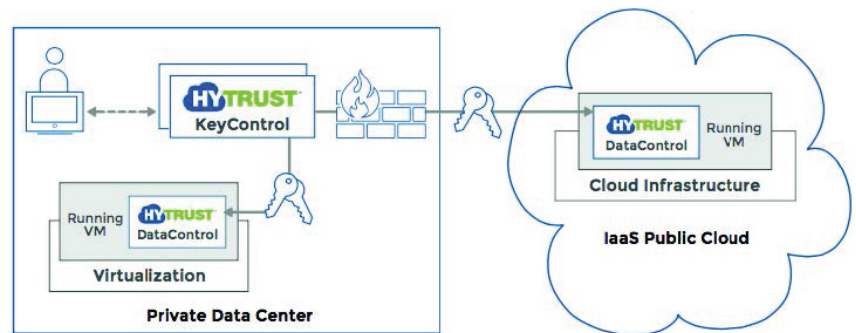 HYTRUST
KeyControl
Running
VM
HYTRUST
DataControl
Virtualization
Private Data Center
HYTRUST
DataControl
Running
VM
Cloud Infrastructure
IaaS Public Cloud